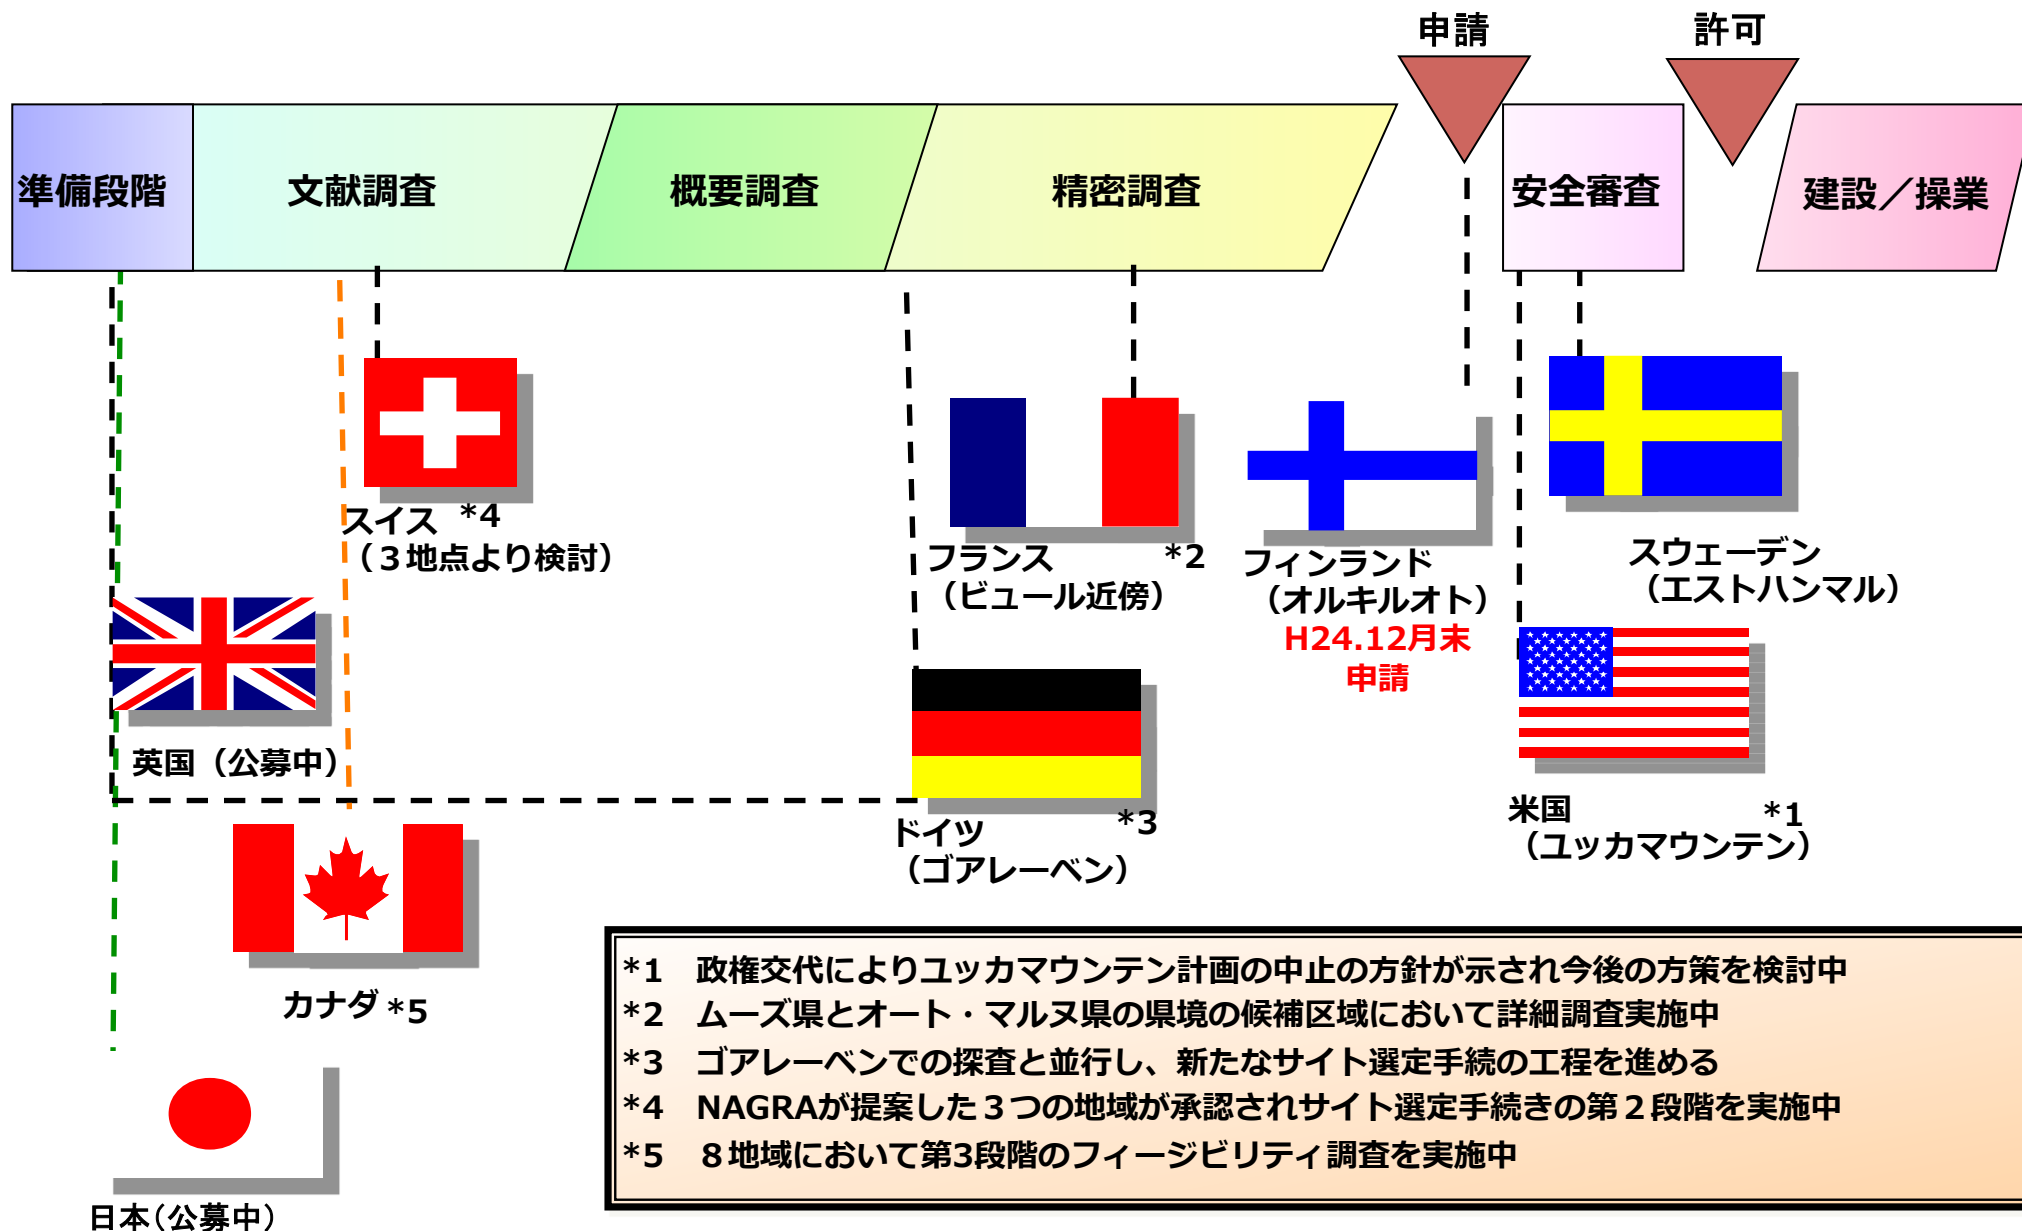 申請
許可
準備段階
文献調査
概要調査
精密調査
安全審査
建設／操業
スイス *4
（３地点より検討）
フランス *2
（ビュール近傍）
フィンランド
（オルキルオト）
H24.12月末
申請
スウェーデン
（エストハンマル）
英国（公募中）
ドイツ *3
（ゴアレーベン）
米国 *1
（ユッカマウンテン）
カナダ *5
日本（公募中）
*1 政権交代によりユッカマウンテン計画の中止の方針が示され今後の方策を検討中
*2 ムーズ県とオート・マルヌ県の県境の候補区域において詳細調査実施中
*3 ゴアレーベンでの探査と並行し、新たなサイト選定手続の工程を進める
*4 NAGRAが提案した３つの地域が承認されサイト選定手続きの第２段階を実施中
*5 ８地域において第3段階のフィージビリティ調査を実施中